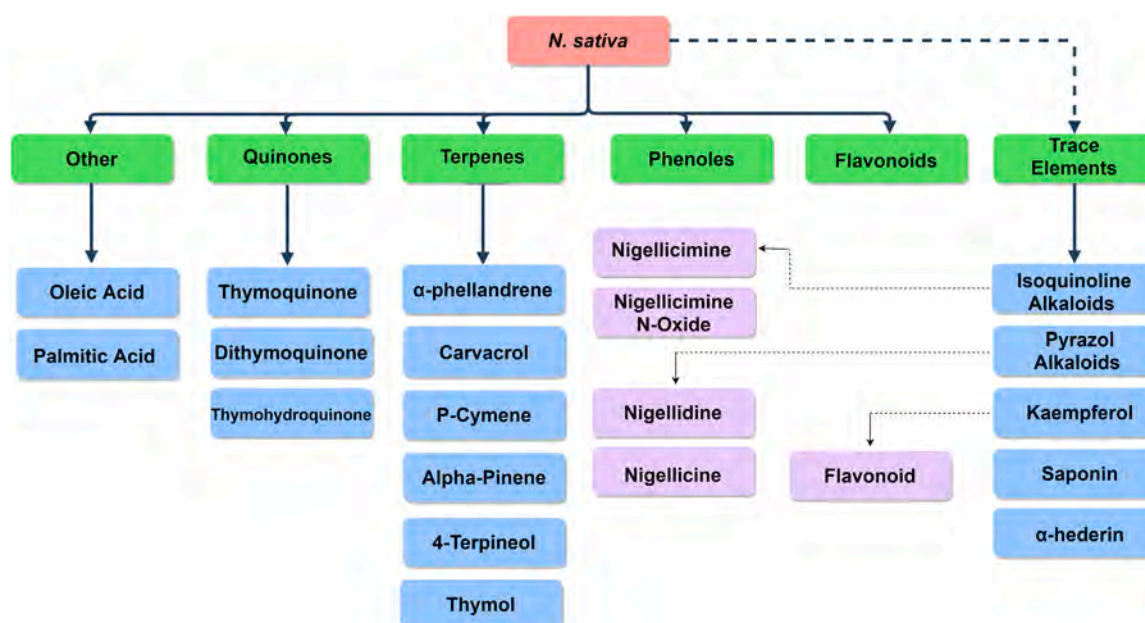 N. sativa
Other
Quinones
Terpenes
Phenoles
Flavonoids
Trace
Elements
Oleic Acid
Palmitic Acid
Thymoquinone
Dithymoquinone
Thymohydroquinone
α-phellandrene
Carvacrol
P-Cymene
Alpha-Pinene
4-Terpineol
Thymol
Nigellicimine
Nigellicimine
N-Oxide
Nigellidine
Nigellicine
Flavonoid
Isoquinoline
Alkaloids
Pyrazol
Alkaloids
Kaempferol
Saponin
α-hederin